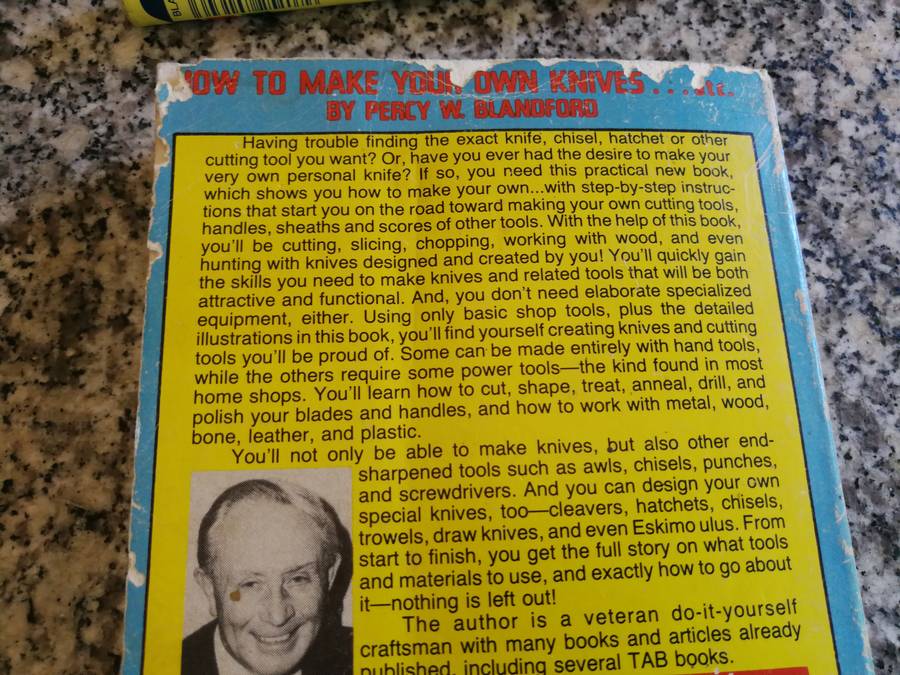 OW TO MAKE YOUR OWN KNIVES . . . etc.
BY PERCY W. BLANDFORD
Having trouble finding the exact knife, chisel, hatchet or other
cutting tool you want? Or, have you ever had the desire to make your
very own personal knife? If so, you need this practical new book,
which shows you how to make your own...with step-by-step instruc-
tions that start you on the road toward making your own cutting tools,
handles, sheaths and scores of other tools. With the help of this book,
you'll be cutting, slicing, chopping, working with wood, and even
hunting with knives designed and created by you! You'll quickly gain
the skills you need to make knives and related tools that will be both
attractive and functional. And, you don't need elaborate specialized
equipment, either. Using only basic shop tools, plus the detailed
illustrations in this book, you'll find yourself creating knives and cutting
tools you'll be proud of. Some can be made entirely with hand tools,
while the others require some power tools—the kind found in most
home shops. You'll learn how to cut, shape, treat, anneal, drill, and
polish your blades and handles, and how to work with metal, wood,
bone, leather, and plastic.
You'll not only be able to make knives, but also other end-
sharpened tools such as awls, chisels, punches,
and screwdrivers. And you can design your own
special knives, too—cleavers, hatchets, chisels,
trowels, draw knives, and even Eskimo ulus. From
start to finish, you get the full story on what tools
and materials to use, and exactly how to go about
it—nothing is left out!
The author is a veteran do-it-yourself
craftsman with many books and articles already
published, including several TAB books.